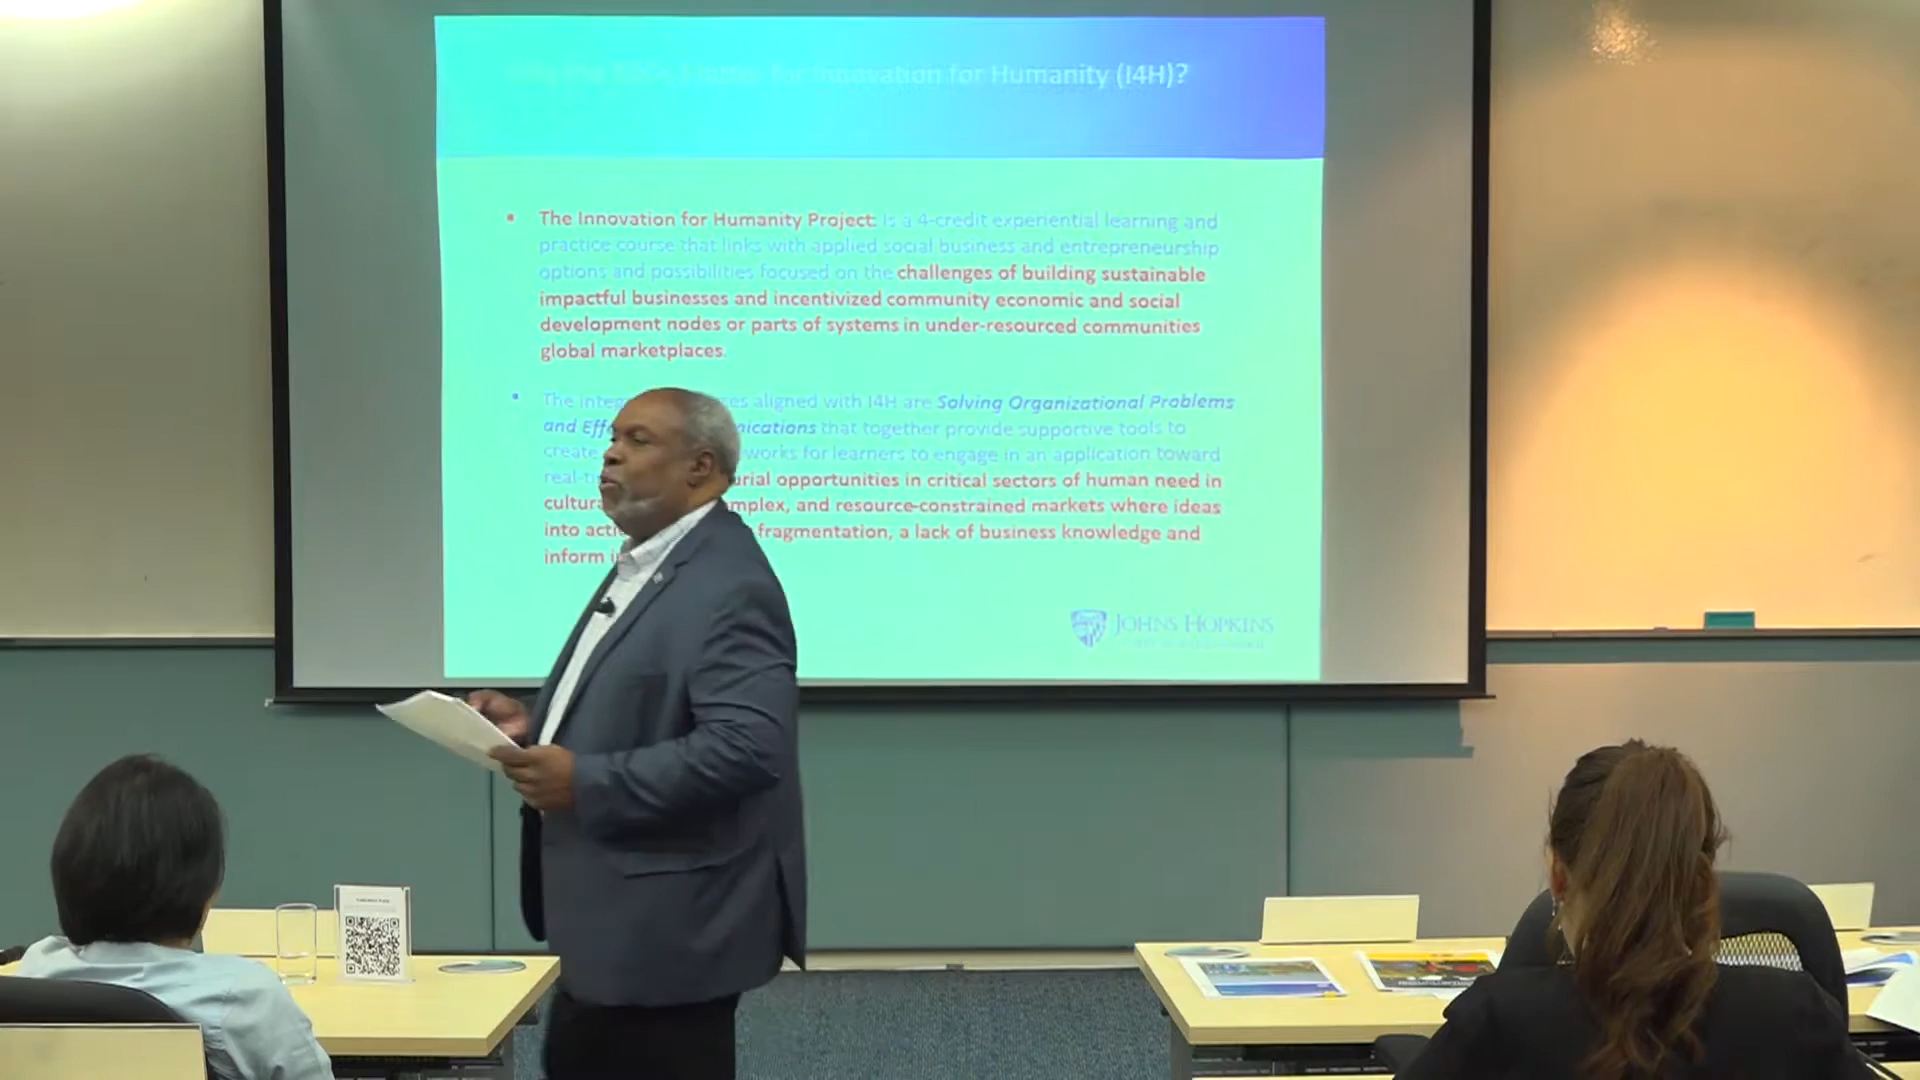 for Innovation for Humanity (I4H)?
The Innovation for Humanity Project: Is a 4-credit experiential learning and
practice course that links with applied social business and entrepreneurship
options and possibilities focused on the challenges of building sustainable
impactful businesses and incentivized community economic and social
development nodes or parts of systems in under-resourced communities
global marketplaces.
The aligned with I4H are Solving Organizational Problems
and that together provide supportive tools to
create works for learners to engage in an application toward
opportunities in critical sectors of human need in
and resource-constrained markets where ideas
into fragmentation, a lack of business knowledge and
inform
JOHNS HOPKINS